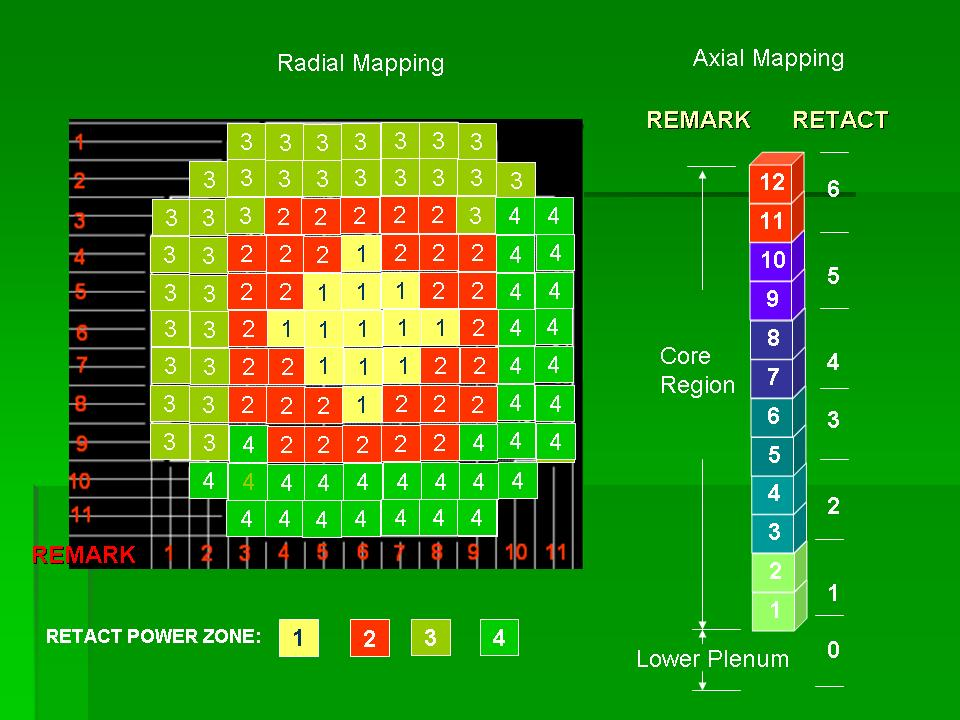 Radial Mapping
Axial Mapping
REMARK RETACT
1 3 3 3 3 3 3 3
2 3 3 3 3 3 3 3 3 3
3 3 3 3 2 2 2 2 2 3 4 4
4 3 3 2 2 2 1 2 2 2 4 4
5 3 3 2 2 1 1 1 2 2 4 4
6 3 3 2 1 1 1 1 1 2 4 4
7 3 3 2 2 1 1 1 2 2 4 4
8 3 3 2 2 2 1 2 2 2 4 4
9 3 3 4 2 2 2 2 2 4 4 4
10 4 4 4 4 4 4 4 4 4
11 4 4 4 4 4 4 4
REMARK 1 2 3 4 5 6 7 8 9 10 11
RETACT POWER ZONE: 1 2 3 4
12
11
10
9
8
7
6
5
4
3
2
1
6
5
4
3
2
1
0
Core
Region
Lower Plenum